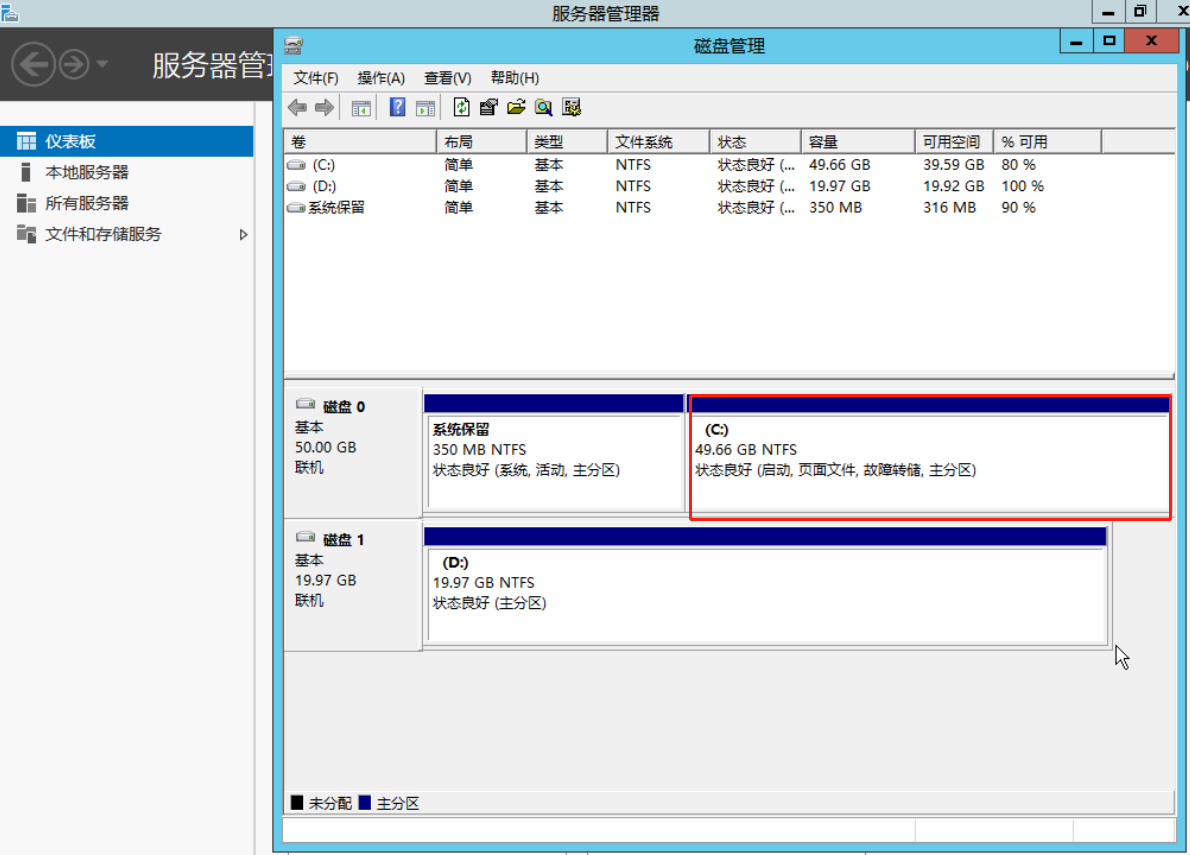 服务器管理器
服务器管理
仪表板
本地服务器
所有服务器
文件和存储服务
磁盘管理
文件(F) 操作(A) 查看(V) 帮助(H)
卷 布局 类型 文件系统 状态 容量 可用空间 % 可用
(C:) 简单 基本 NTFS 状态良好 (... 49.66 GB 39.59 GB 80 %
(D:) 简单 基本 NTFS 状态良好 (... 19.97 GB 19.92 GB 100 %
系统保留 简单 基本 NTFS 状态良好 (... 350 MB 316 MB 90 %
磁盘 0
基本
50.00 GB
联机
系统保留
350 MB NTFS
状态良好 (系统, 活动, 主分区)
(C:)
49.66 GB NTFS
状态良好 (启动, 页面文件, 故障转储, 主分区)
磁盘 1
基本
19.97 GB
联机
(D:)
19.97 GB NTFS
状态良好 (主分区)
未分配 主分区